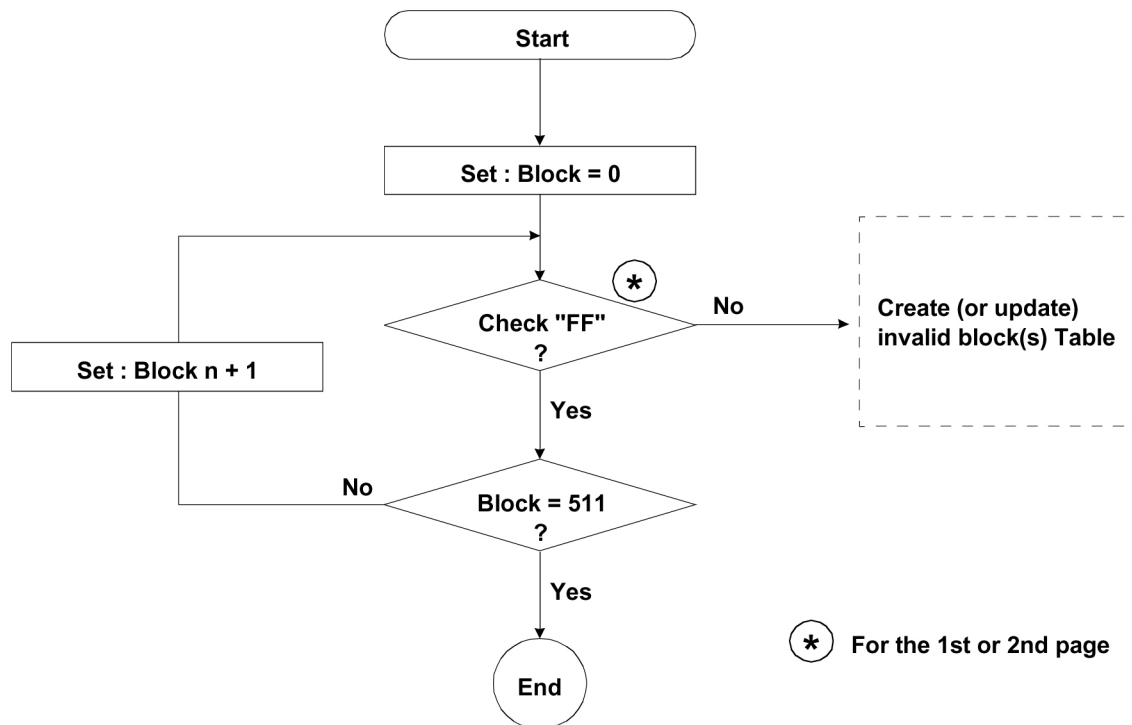 Start
Set : Block = 0
*
Check "FF"
?
No
Create (or update)
invalid block(s) Table
Set : Block n + 1
Yes
No
Block = 511
?
Yes
* For the 1st or 2nd page
End